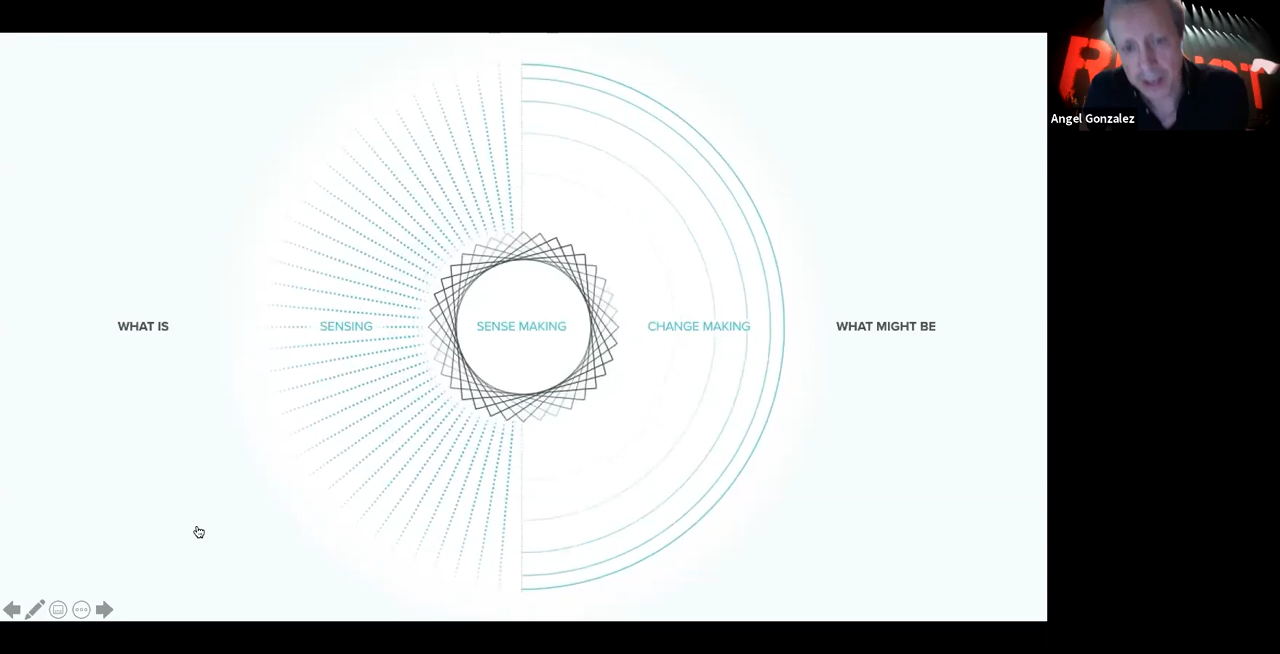 Angel Gonzalez
WHAT IS
SENSING
SENSE MAKING
CHANGE MAKING
WHAT MIGHT BE